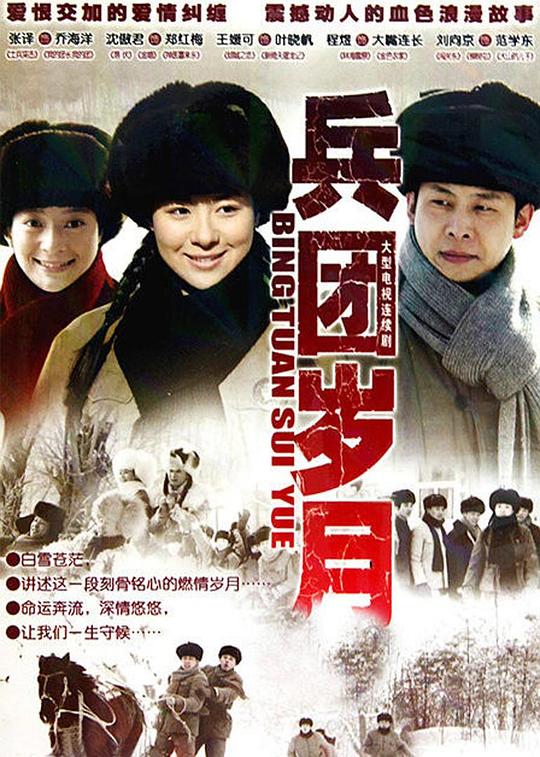 爱恨交加的爱情纠缠 震撼动人的血色浪漫故事
张译 饰 乔海洋 沈傲君 饰 郑红梅 王媛可 饰 叶晓帆 程煜 饰 大嘴连长 刘向京 饰 范学东
兵团岁月
BING TUAN SUI YUE
大型电视连续剧
●白雪苍茫，
●讲述这一段刻骨铭心的燃情岁月……
●命运奔流，深情悠悠，
●让我们一生守候……